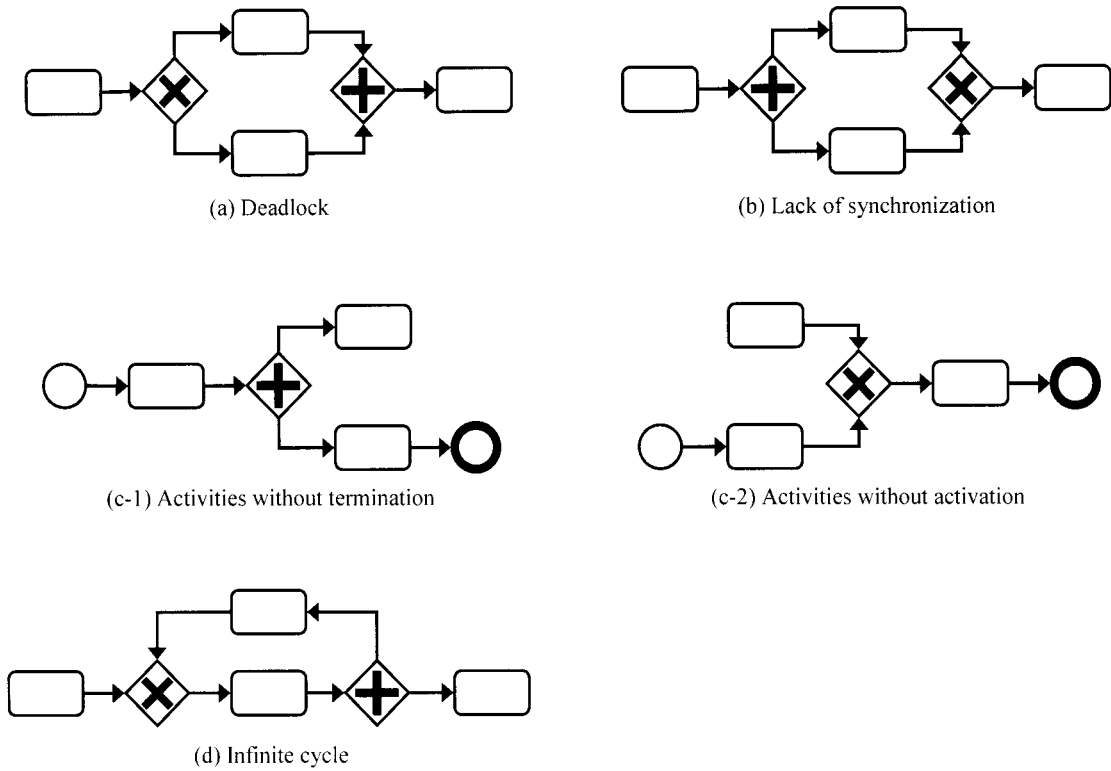 (a) Deadlock
(b) Lack of synchronization
(c-1) Activities without termination
(c-2) Activities without activation
(d) Infinite cycle